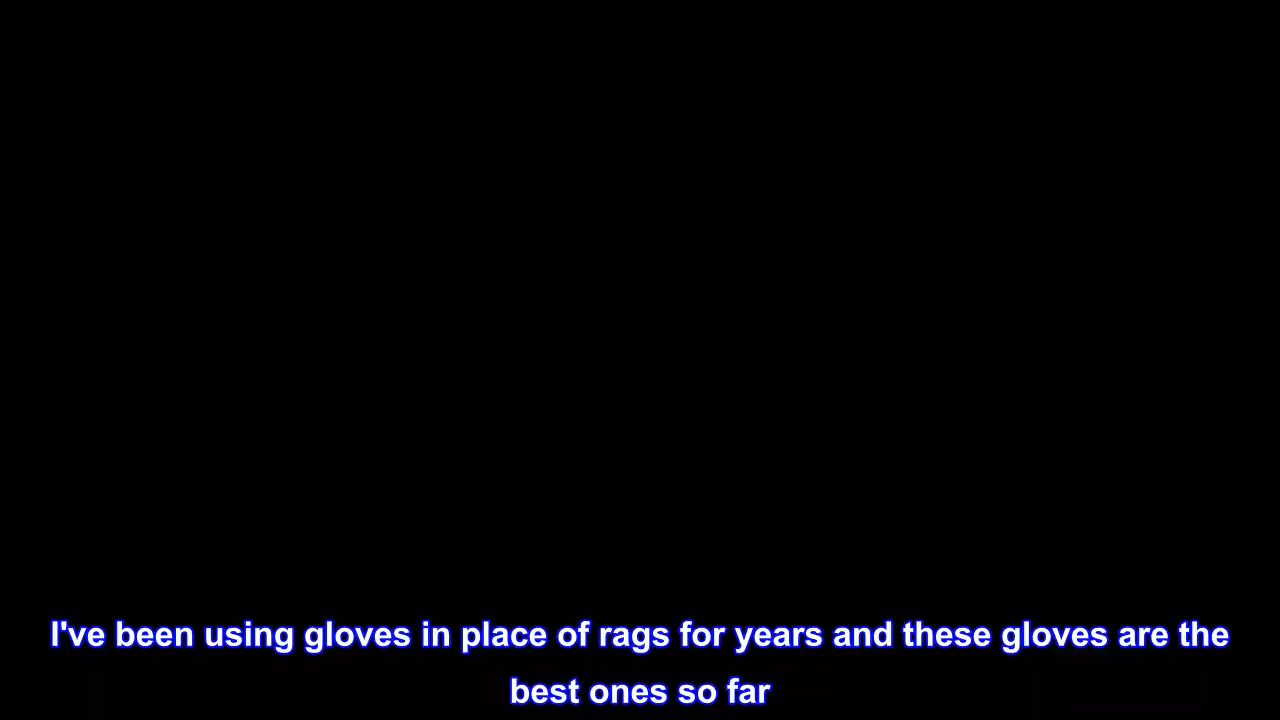 I've been using gloves in place of rags for years and these gloves are the
best ones so far